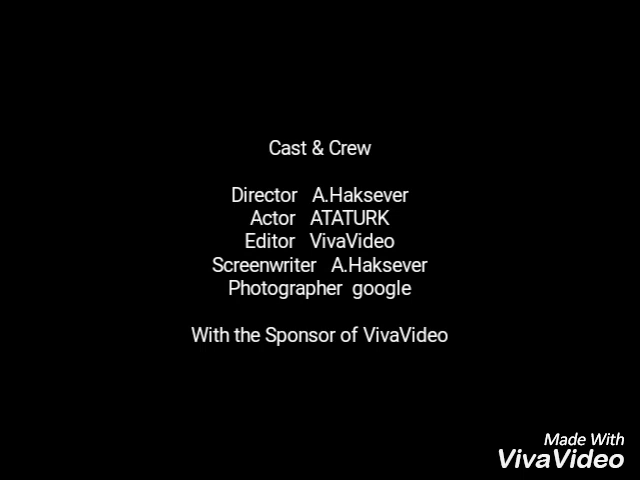 Cast & Crew
Director A.Haksever
Actor ATATURK
Editor VivaVideo
Screenwriter A.Haksever
Photographer google
With the Sponsor of VivaVideo
Made With
VivaVideo